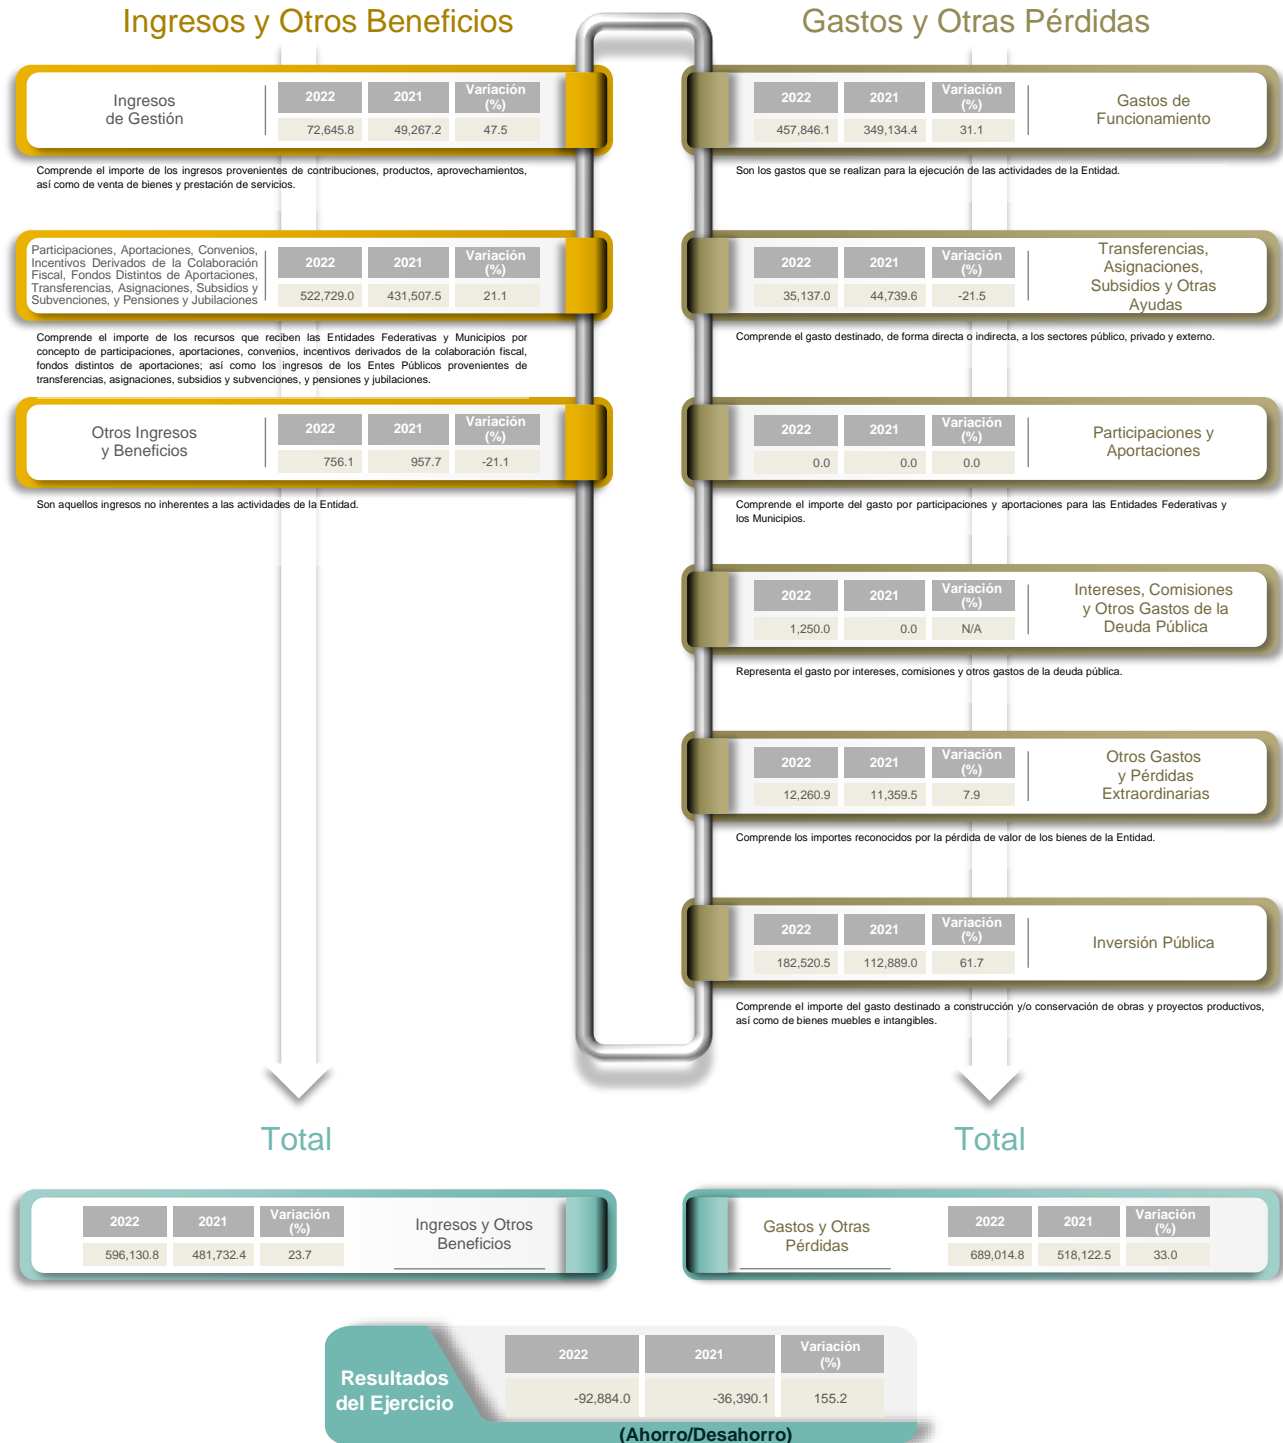 Ingresos y Otros Beneficios
Ingresos
de Gestión
2022 2021 Variación (%)
72,645.8 49,267.2 47.5
Comprende el importe de los ingresos provenientes de contribuciones, productos, aprovechamientos,
así como de venta de bienes y prestación de servicios.
Participaciones, Aportaciones, Convenios,
Incentivos Derivados de la Colaboración
Fiscal, Fondos Distintos de Aportaciones,
Transferencias, Asignaciones, Subsidios y
Subvenciones, y Pensiones y Jubilaciones
2022 2021 Variación (%)
522,729.0 431,507.5 21.1
Comprende el importe de los recursos que reciben las Entidades Federativas y Municipios por
concepto de participaciones, aportaciones, convenios, incentivos derivados de la colaboración fiscal,
fondos distintos de aportaciones; así como los ingresos de los Entes Públicos provenientes de
transferencias, asignaciones, subsidios y subvenciones, y pensiones y jubilaciones.
Otros Ingresos
y Beneficios
2022 2021 Variación (%)
756.1 957.7 -21.1
Son aquellos ingresos no inherentes a las actividades de la Entidad.
Gastos y Otras Pérdidas
2022 2021 Variación (%)
457,846.1 349,134.4 31.1
Gastos de
Funcionamiento
Son los gastos que se realizan para la ejecución de las actividades de la Entidad.
2022 2021 Variación (%)
35,137.0 44,739.6 -21.5
Transferencias,
Asignaciones,
Subsidios y Otras
Ayudas
Comprende el gasto destinado, de forma directa o indirecta, a los sectores público, privado y externo.
2022 2021 Variación (%)
0.0 0.0 0.0
Participaciones y
Aportaciones
Comprende el importe del gasto por participaciones y aportaciones para las Entidades Federativas y
los Municipios.
2022 2021 Variación (%)
1,250.0 0.0 N/A
Intereses, Comisiones
y Otros Gastos de la
Deuda Pública
Representa el gasto por intereses, comisiones y otros gastos de la deuda pública.
2022 2021 Variación (%)
12,260.9 11,359.5 7.9
Otros Gastos
y Pérdidas
Extraordinarias
Comprende los importes reconocidos por la pérdida de valor de los bienes de la Entidad.
2022 2021 Variación (%)
182,520.5 112,889.0 61.7
Inversión Pública
Comprende el importe del gasto destinado a construcción y/o conservación de obras y proyectos productivos,
así como de bienes muebles e intangibles.
Total
2022 2021 Variación (%)
596,130.8 481,732.4 23.7
Ingresos y Otros
Beneficios
Total
Gastos y Otras
Pérdidas
2022 2021 Variación (%)
689,014.8 518,122.5 33.0
Resultados
del Ejercicio
2022 2021 Variación (%)
-92,884.0 -36,390.1 155.2
(Ahorro/Desahorro)